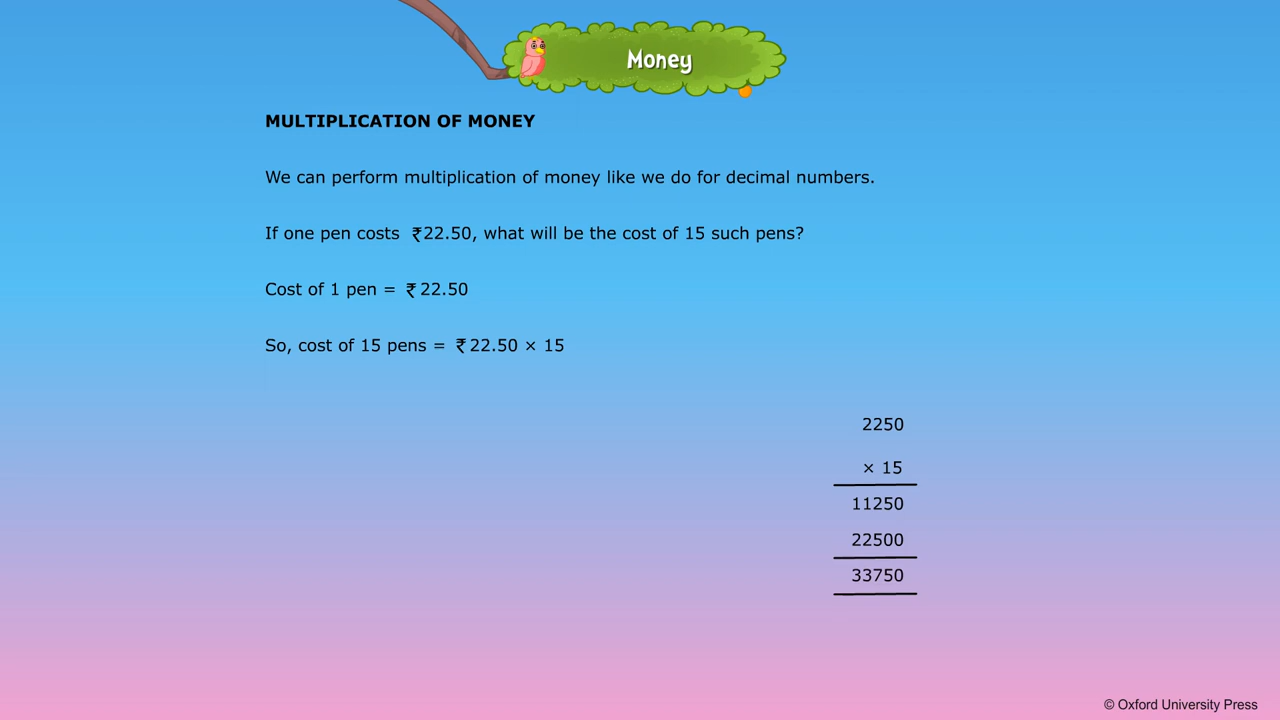 Money
MULTIPLICATION OF MONEY
We can perform multiplication of money like we do for decimal numbers.
If one pen costs ₹22.50, what will be the cost of 15 such pens?
Cost of 1 pen = ₹22.50
So, cost of 15 pens = ₹22.50 × 15
2250
× 15
11250
22500
33750
© Oxford University Press